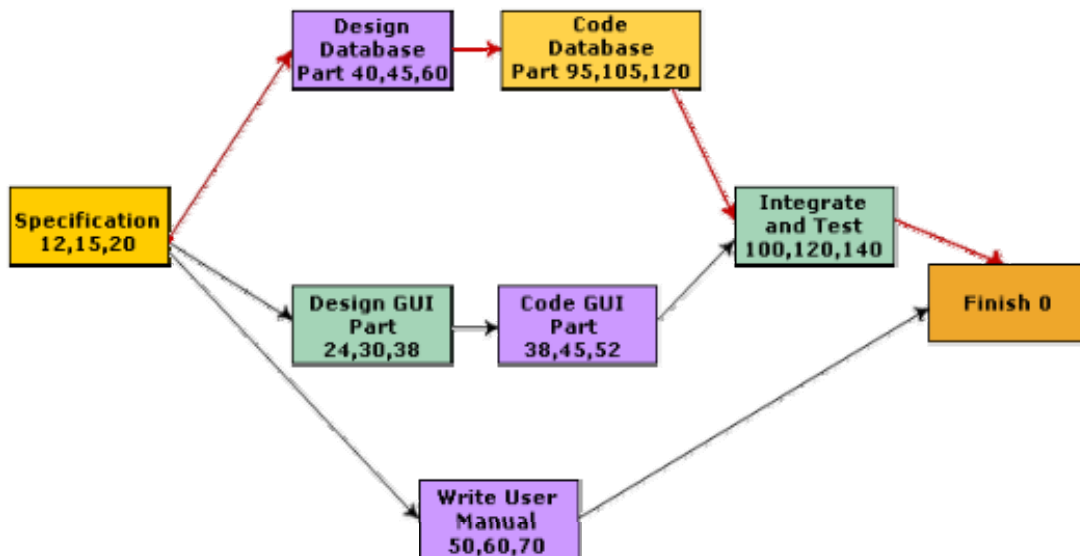 Design
Database
Part 40,45,60
Code
Database
Part 95,105,120
Specification
12,15,20
Integrate
and Test
100,120,140
Design GUI
Part
24,30,38
Code GUI
Part
38,45,52
Finish 0
Write User
Manual
50,60,70